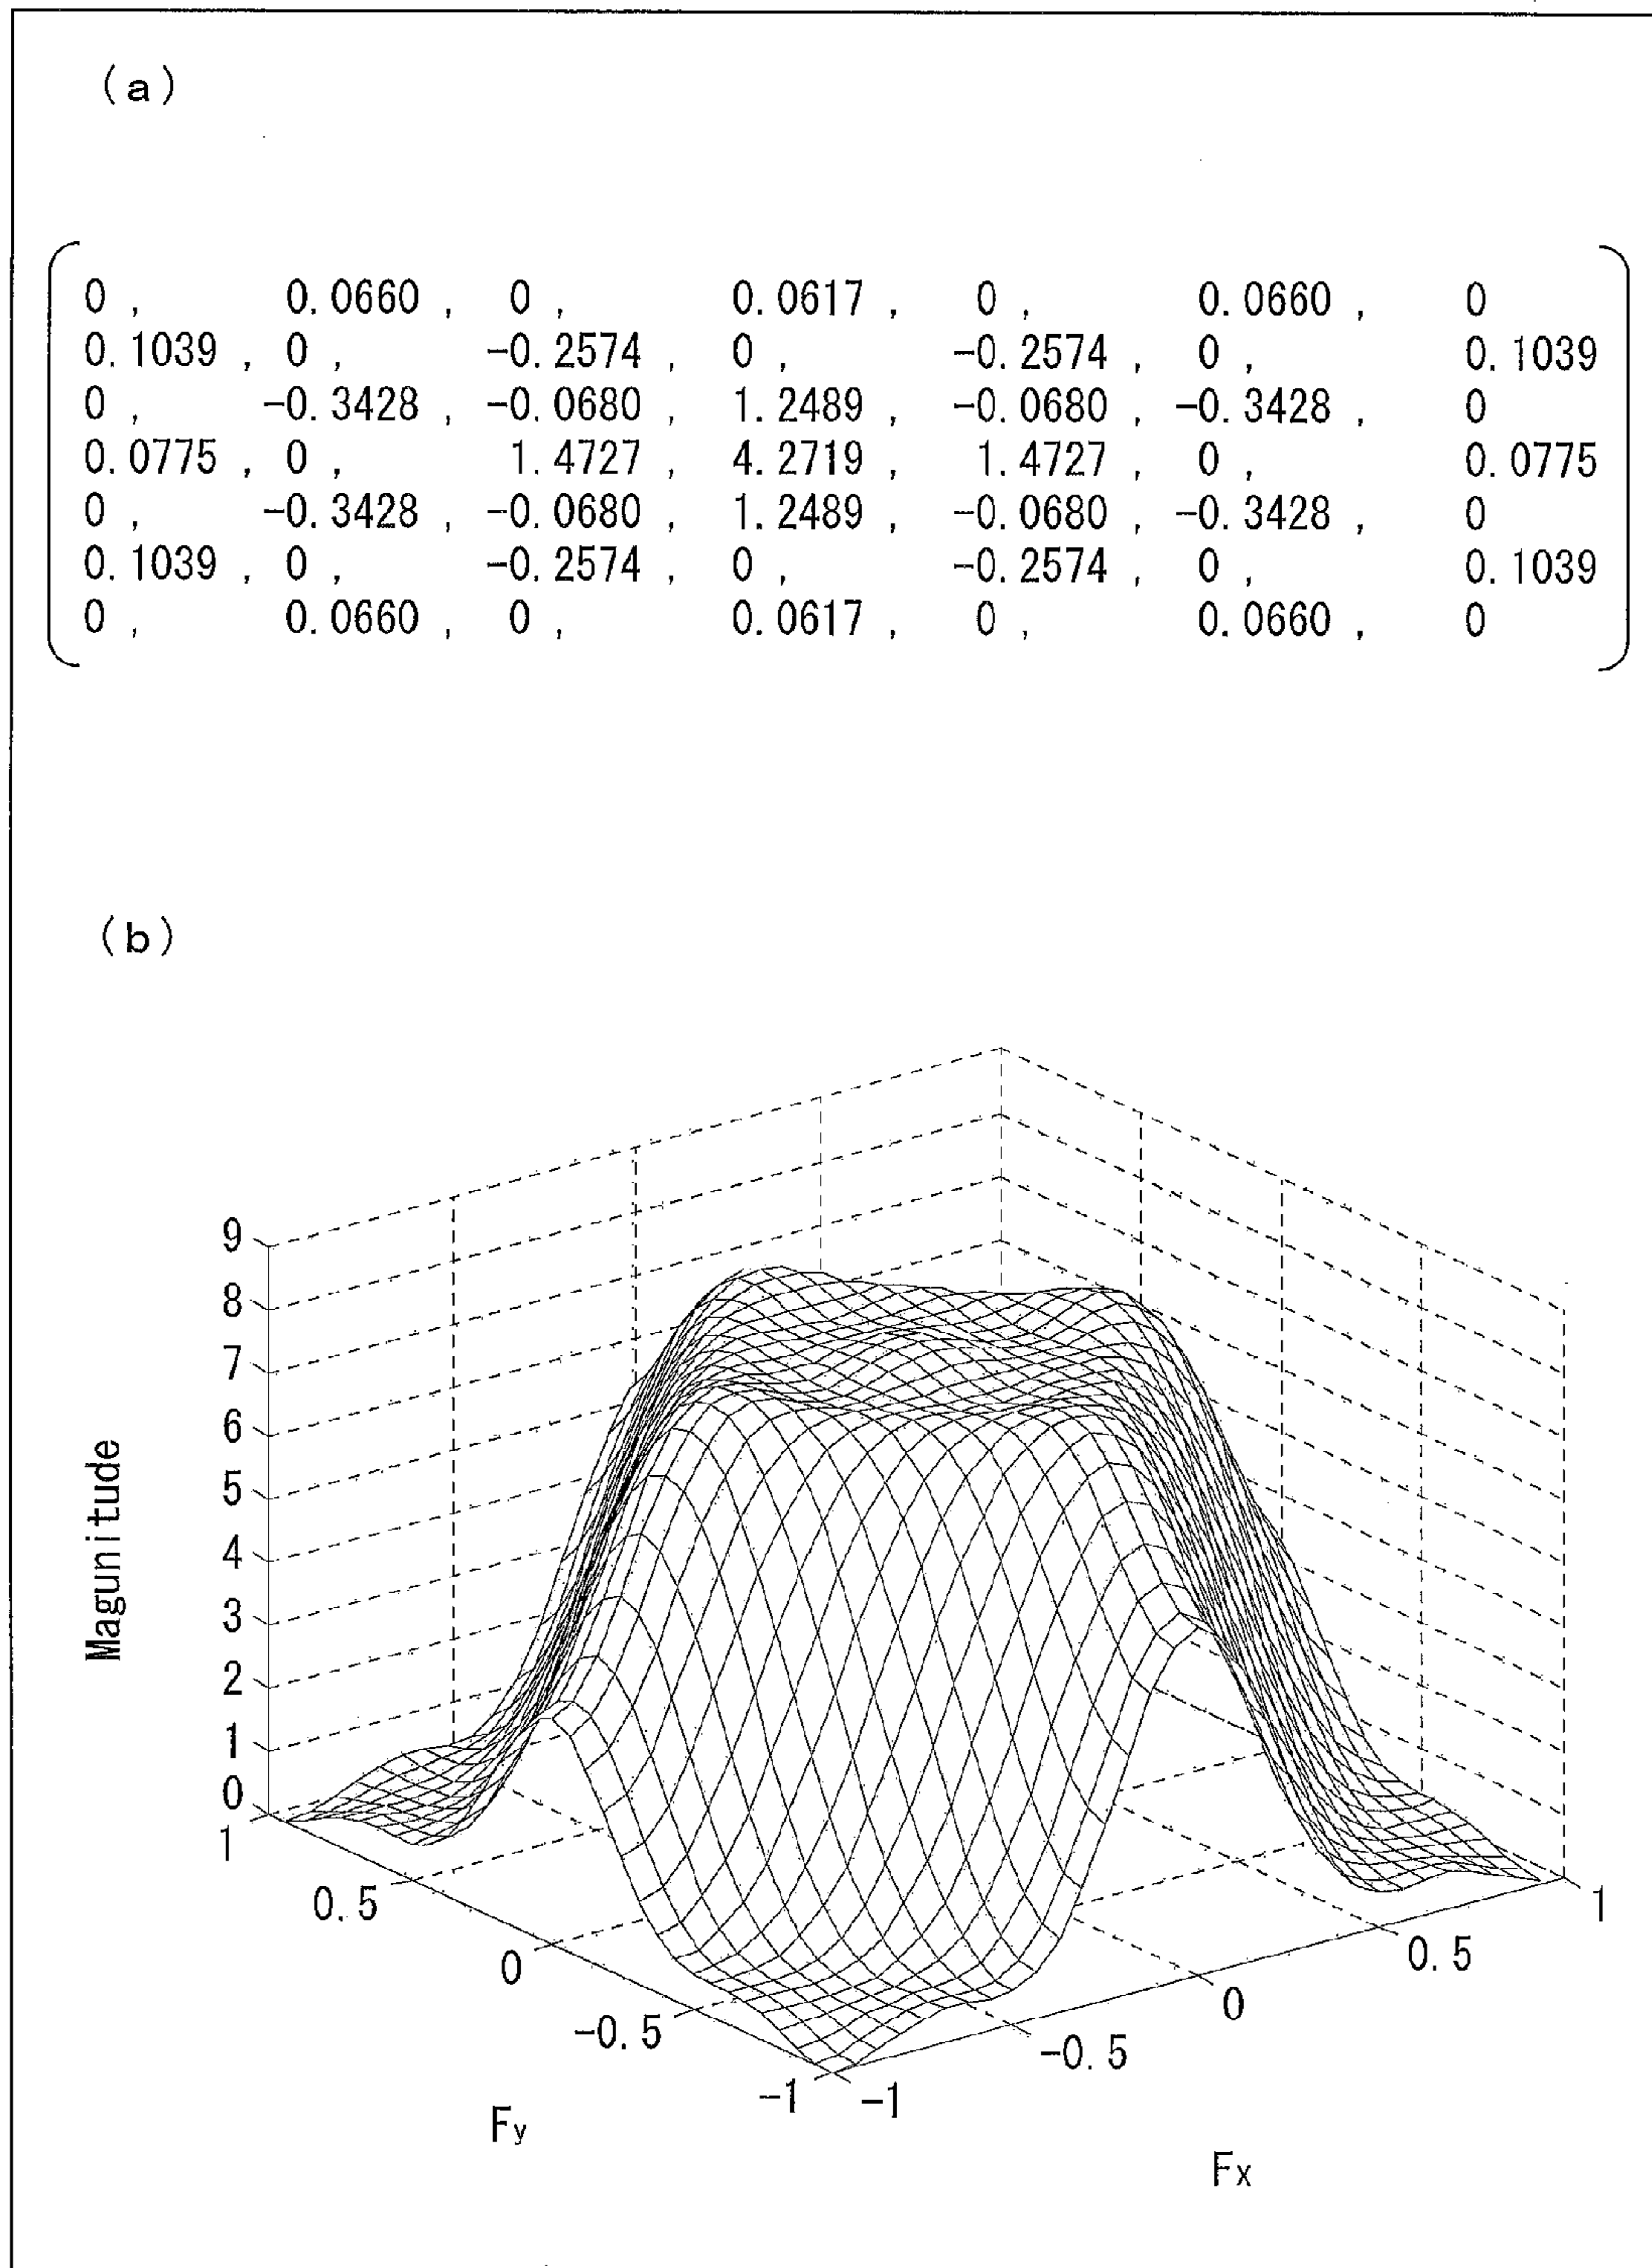 (a)
0 , 0.0660 , 0 , 0.0617 , 0 , 0.0660 , 0
0.1039 , 0 , -0.2574 , 0 , -0.2574 , 0 , 0.1039
0 , -0.3428 , -0.0680 , 1.2489 , -0.0680 , -0.3428 , 0
0.0775 , 0 , 1.4727 , 4.2719 , 1.4727 , 0 , 0.0775
0 , -0.3428 , -0.0680 , 1.2489 , -0.0680 , -0.3428 , 0
0.1039 , 0 , -0.2574 , 0 , -0.2574 , 0 , 0.1039
0 , 0.0660 , 0 , 0.0617 , 0 , 0.0660 , 0
(b)
9
8
7
6
5
4
3
2
1
0
Magunitude
1
0.5
0
-0.5
-1
Fy
-1
-0.5
0
0.5
1
Fx